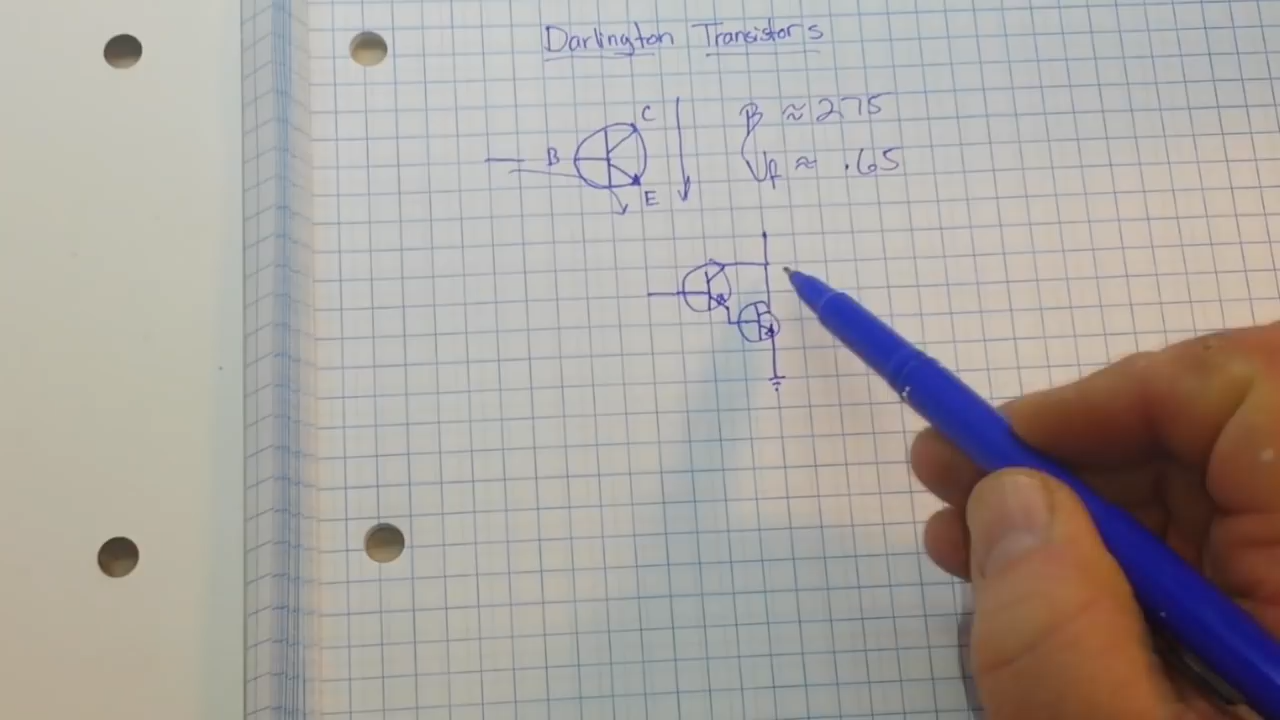 Darlington Transistors
C
B ≈ 275
B
Vf ≈ .65
E